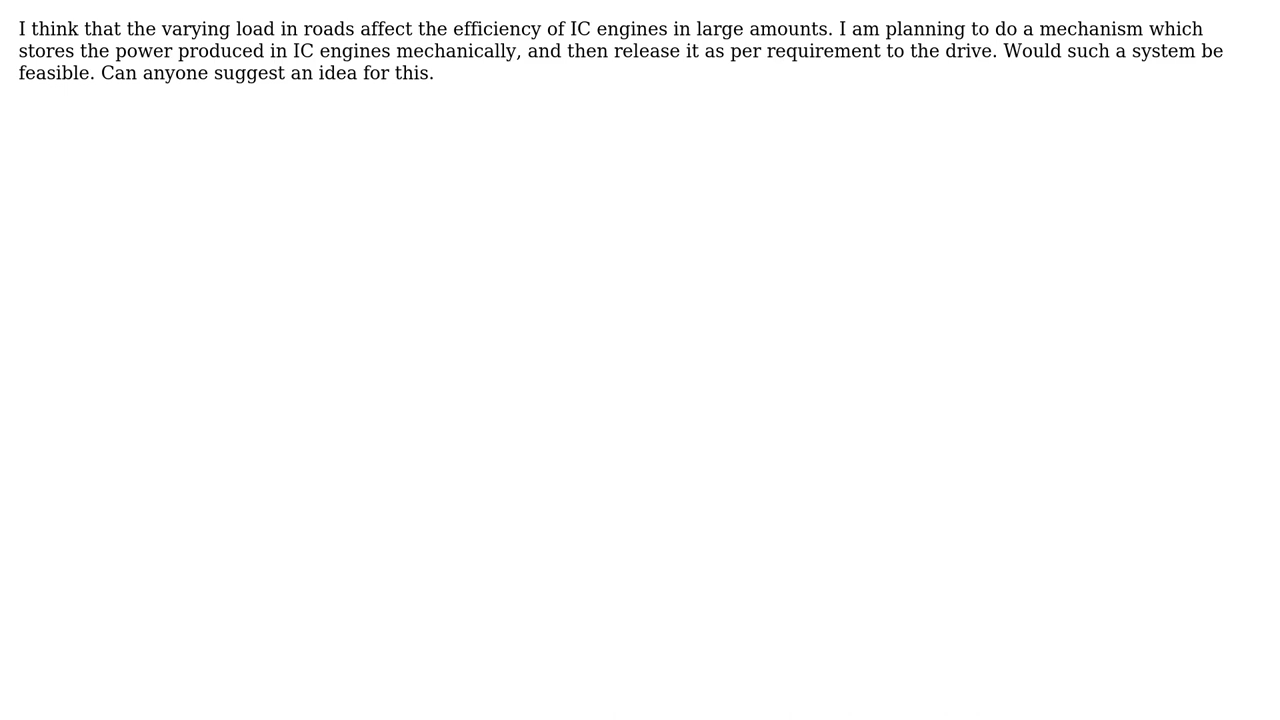 I think that the varying load in roads affect the efficiency of IC engines in large amounts. I am planning to do a mechanism which
stores the power produced in IC engines mechanically, and then release it as per requirement to the drive. Would such a system be
feasible. Can anyone suggest an idea for this.